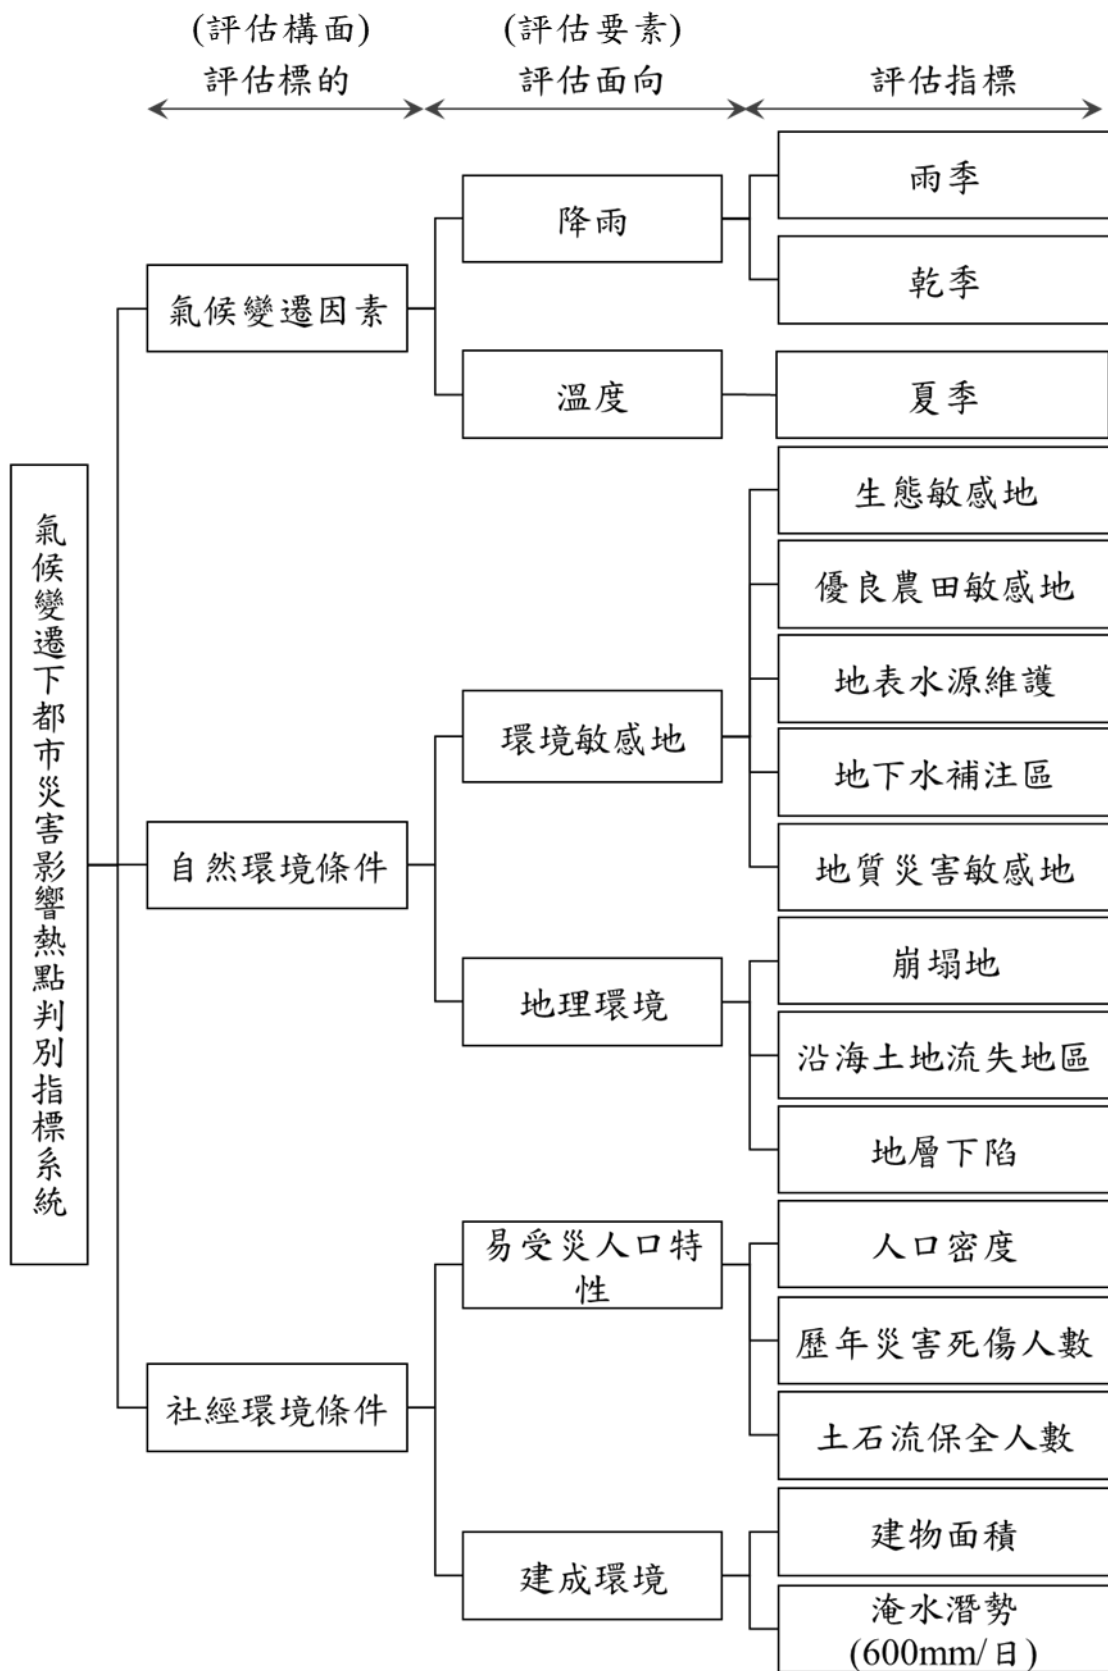 (評估構面)
評估標的
(評估要素)
評估面向
評估指標
氣候變遷下都市災害影響熱點判別指標系統
氣候變遷因素
降雨
雨季
乾季
溫度
夏季
自然環境條件
環境敏感地
生態敏感地
優良農田敏感地
地表水源維護
地下水補注區
地質災害敏感地
地理環境
崩塌地
沿海土地流失地區
地層下陷
社經環境條件
易受災人口特
性
人口密度
歷年災害死傷人數
土石流保全人數
建成環境
建物面積
淹水潛勢
(600mm/日)